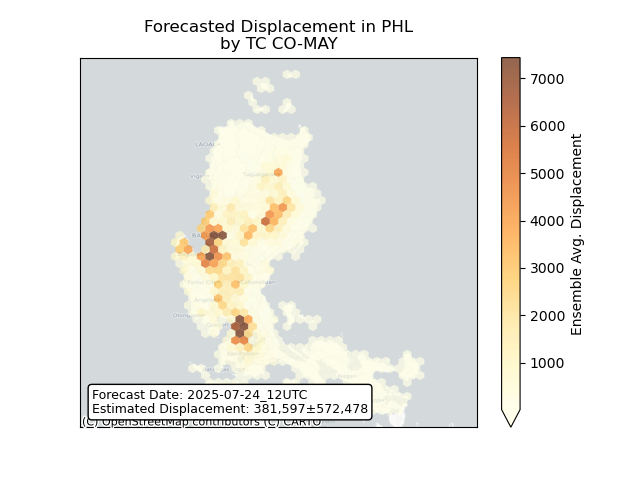 Forecasted Displacement in PHL
by TC CO-MAY
7000
6000
5000
4000
3000
2000
1000
Ensemble Avg. Displacement
Forecast Date: 2025-07-24_12UTC
Estimated Displacement: 381,597±572,478
(C) OpenStreetMap contributors (C) CARTO